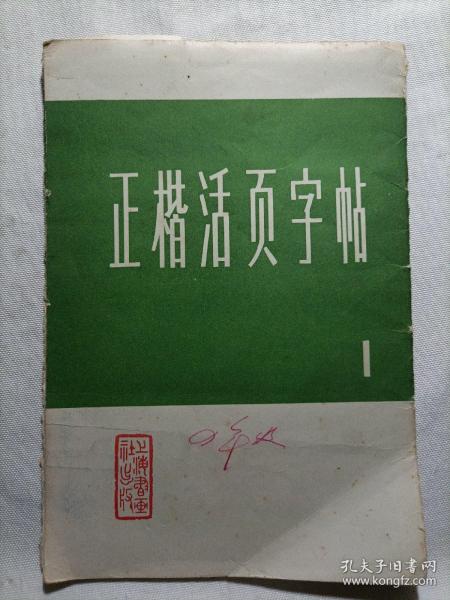 正楷活页字帖
1
上海书画
社出版
孔夫子旧书网
www.kongfz.com